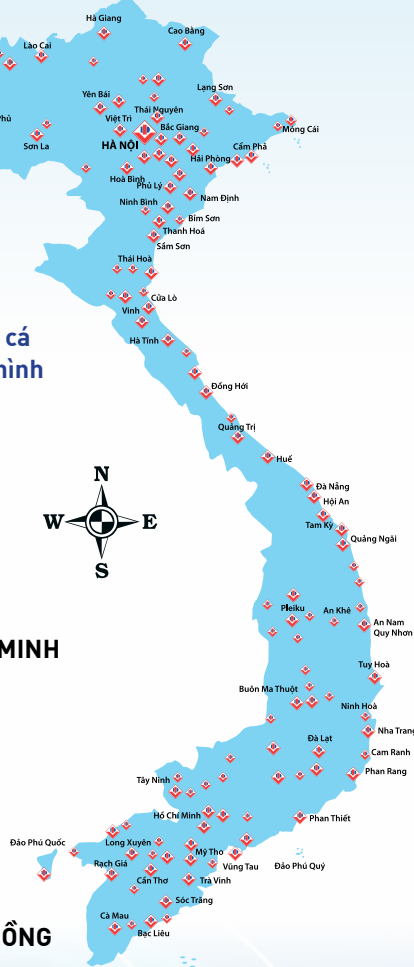 Hà Giang
Cao Bằng
Lào Cai
Lạng Sơn
Yên Bái
Thái Nguyên
Phủ
Việt Trì
Bắc Giang
Móng Cái
Sơn La
HÀ NỘI
Cẩm Phả
Hải Phòng
Hoà Bình
Phủ Lý
Nam Định
Ninh Bình
Bỉm Sơn
Thanh Hoá
Sầm Sơn
Thái Hoà
Cửa Lò
Vinh
cá
Hà Tĩnh
hình
Đồng Hới
Quảng Trị
Huế
N
Đà Nẵng
Hội An
W E
Tam Kỳ
Quảng Ngãi
S
Pleiku
An Khê
An Nam
Quy Nhơn
MINH
Tuy Hoà
Buôn Ma Thuột
Ninh Hoà
Nha Trang
Đà Lạt
Cam Ranh
Phan Rang
Tây Ninh
Hồ Chí Minh
Phan Thiết
Đảo Phú Quốc
Long Xuyên
Mỹ Tho
Rạch Giá
Vũng Tàu
Đảo Phú Quý
Cần Thơ
Trà Vinh
Sóc Trăng
Cà Mau
Bạc Liêu
ỒNG